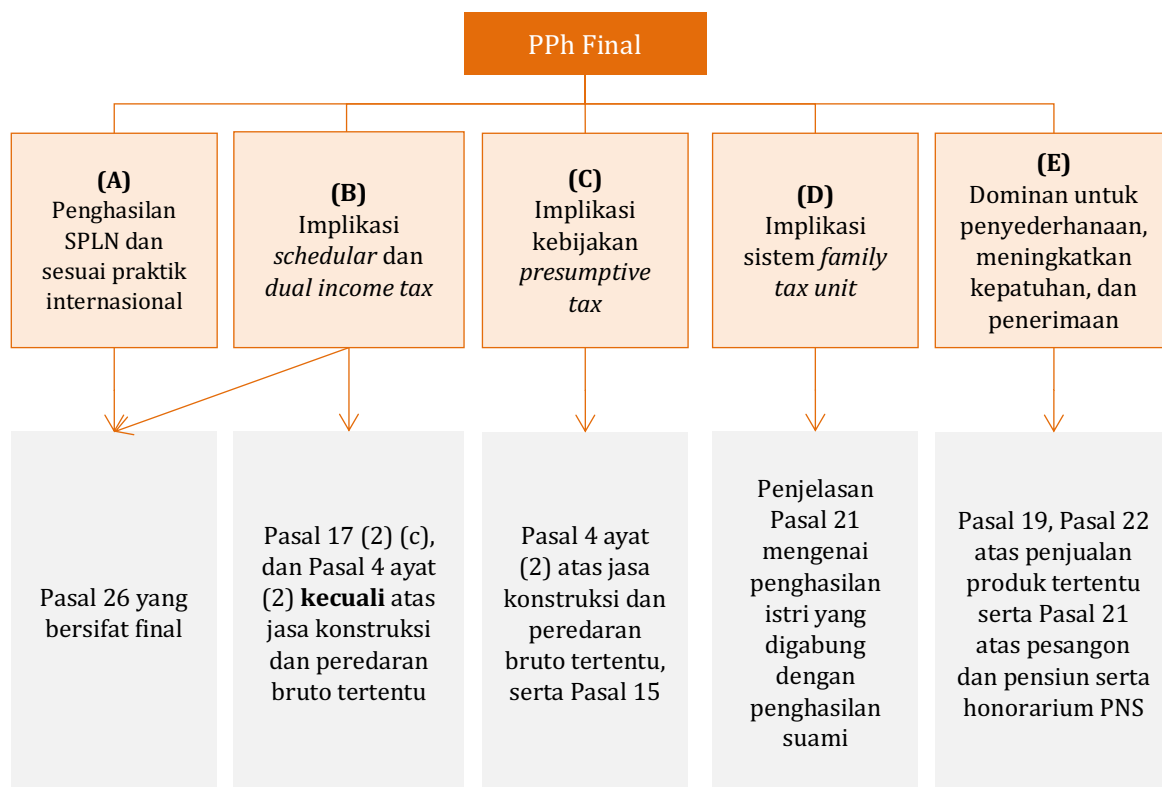 PPh Final
(A)
Penghasilan
SPLN dan
sesuai praktik
internasional
(B)
Implikasi
schedular dan
dual income tax
(C)
Implikasi
kebijakan
presumptive
tax
(D)
Implikasi
sistem family
tax unit
(E)
Dominan untuk
penyederhanaan,
meningkatkan
kepatuhan, dan
penerimaan
Pasal 26 yang
bersifat final
Pasal 17 (2) (c),
dan Pasal 4 ayat
(2) kecuali atas
jasa konstruksi
dan peredaran
bruto tertentu
Pasal 4 ayat
(2) atas jasa
konstruksi dan
peredaran
bruto tertentu,
serta Pasal 15
Penjelasan
Pasal 21
mengenai
penghasilan
istri yang
digabung
dengan
penghasilan
suami
Pasal 19, Pasal 22
atas penjualan
produk tertentu
serta Pasal 21
atas pesangon
dan pensiun serta
honorarium PNS